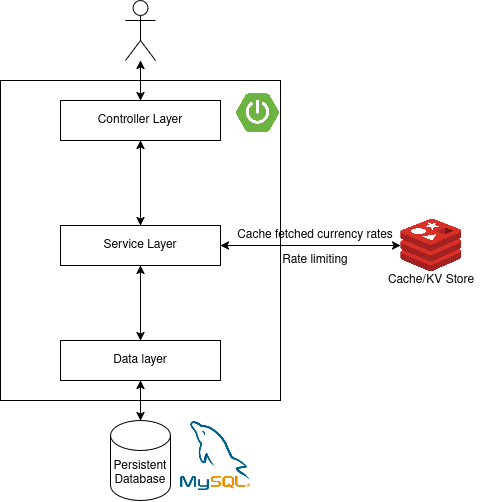 Controller Layer
Service Layer
Cache fetched currency rates
Rate limiting
Cache/KV Store
Data layer
Persistent
Database
MySQL®